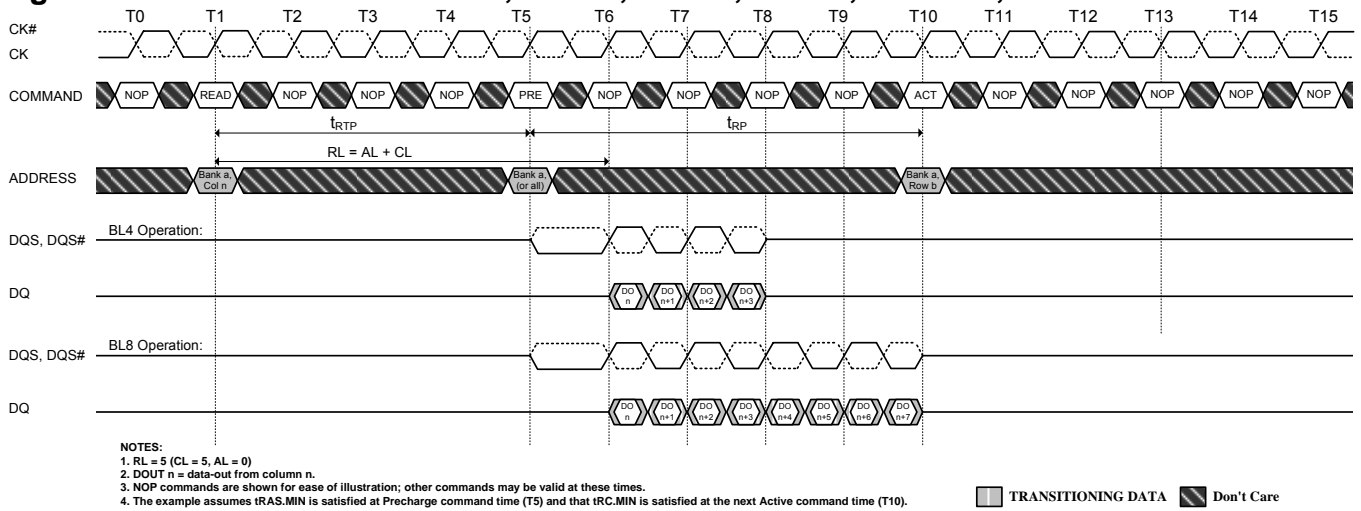 T0 T1 T2 T3 T4 T5 T6 T7 T8 T9 T10 T11 T12 T13 T14 T15
CK#
CK
COMMAND NOP READ NOP NOP NOP PRE NOP NOP NOP NOP ACT NOP NOP NOP NOP NOP
tRTP tRP
RL = AL + CL
ADDRESS Bank a, Col n Bank a, (or all) Bank a, Row b
BL4 Operation:
DQS, DQS#
DQ DO n DO n+1 DO n+2 DO n+3
BL8 Operation:
DQS, DQS#
DQ DO n DO n+1 DO n+2 DO n+3 DO n+4 DO n+5 DO n+6 DO n+7
NOTES:
1. RL = 5 (CL = 5, AL = 0)
2. DOUT n = data-out from column n.
3. NOP commands are shown for ease of illustration; other commands may be valid at these times.
4. The example assumes tRAS.MIN is satisfied at Precharge command time (T5) and that tRC.MIN is satisfied at the next Active command time (T10).
TRANSITIONING DATA Don't Care